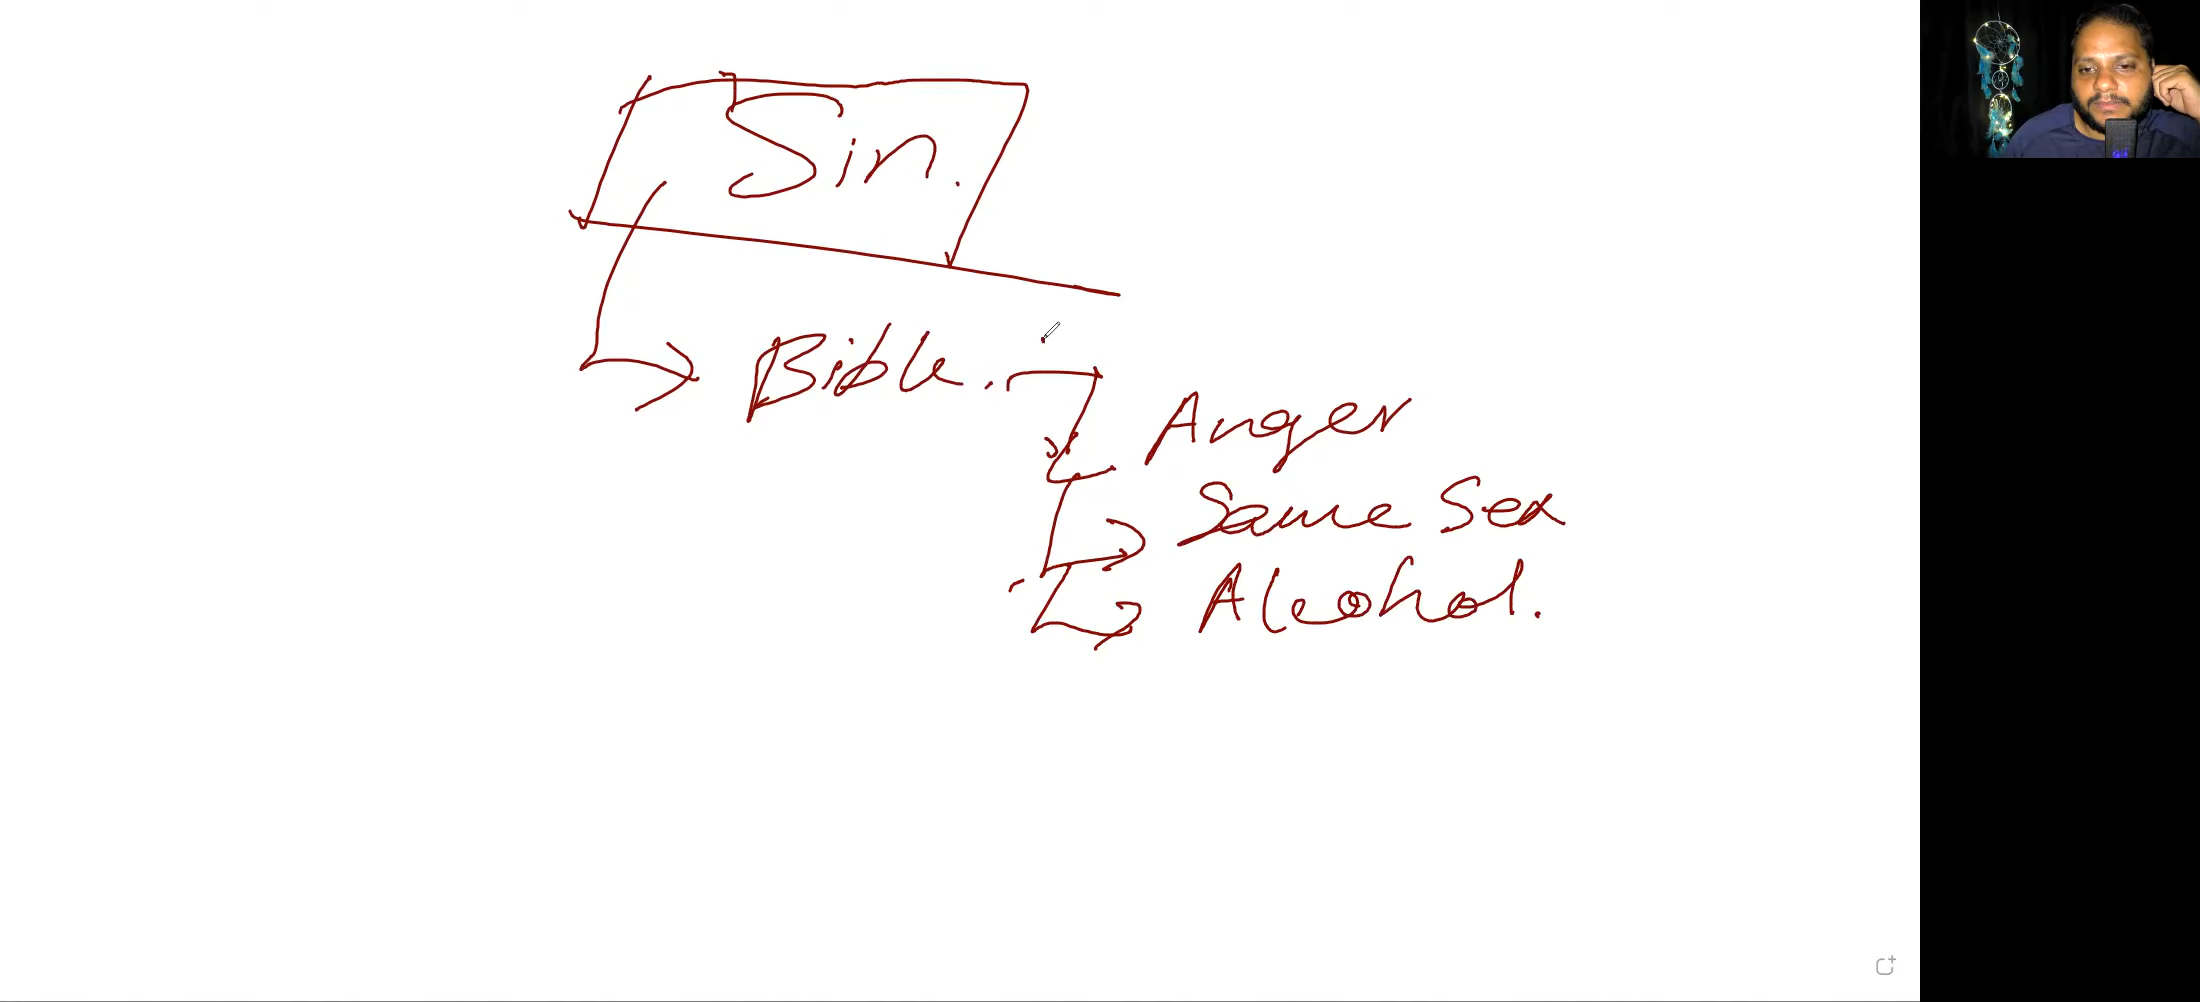 Sin.
Bible.
Anger
Same Sex
Alcohol.